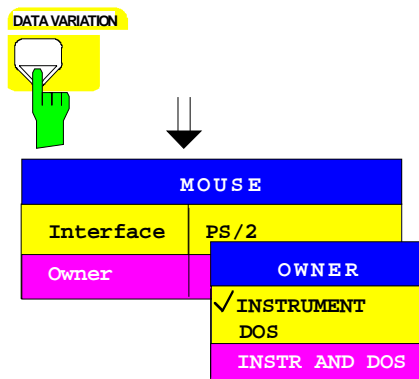 DATA VARIATION
MOUSE
Interface PS/2
Owner
OWNER
✓ INSTRUMENT
DOS
INSTR AND DOS